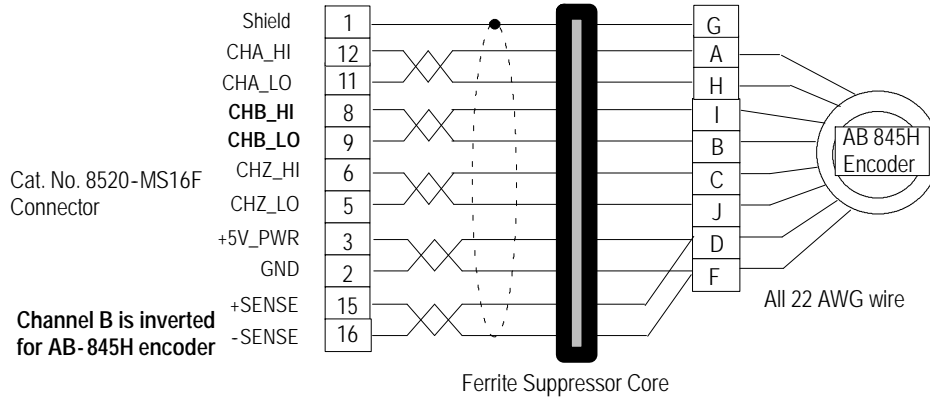 Shield 1 G
CHA_HI 12 A
CHA_LO 11 H
CHB_HI 8 I
CHB_LO 9 B
CHZ_HI 6 C
CHZ_LO 5 J
+5V_PWR 3 D
GND 2 F
+SENSE 15
-SENSE 16
Cat. No. 8520-MS16F
Connector
Channel B is inverted
for AB-845H encoder
AB 845H
Encoder
All 22 AWG wire
Ferrite Suppressor Core